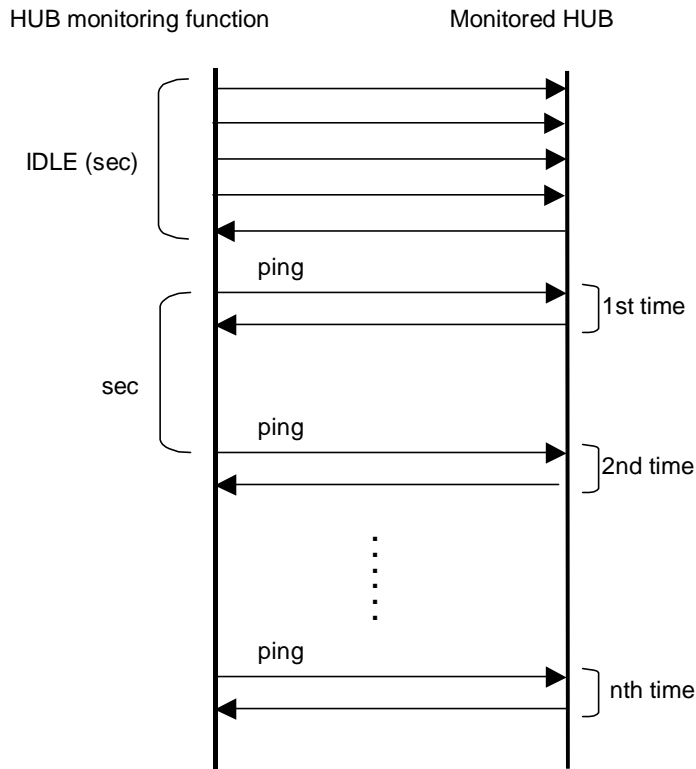 HUB monitoring function
Monitored HUB
IDLE (sec)
ping
1st time
sec
ping
2nd time
ping
nth time